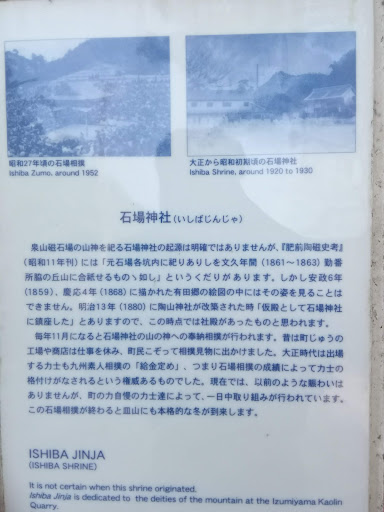 昭和27年頃の石場相撲
Ishiba Zumo, around 1952
大正から昭和初期頃の石場神社
Ishiba Shrine, around 1920 to 1930
石場神社(いしばじんじゃ)
泉山磁石場の山神を祀る石場神社の起源は明確ではありませんが、『肥前陶磁史考』
(昭和11年刊)には「元石場各坑内に祀りありしを文久年間(1861~1863)勤番
所脇の丘山に合祇せるものゝ如し」というくだりがあります。しかし安政6年
(1859)、慶応4年(1868)に描かれた有田郷の絵図の中にはその姿を見ることは
できません。明治13年(1880)に陶山神社が改築された時「仮殿として石場神社
に鎮座した」とありますので、この時点では社殿があったものと思われます。
毎年11月になると石場神社の山の神への奉納相撲が行われます。昔は町じゅうの
工場や商店は仕事を休み、町民こぞって相撲見物に出かけました。大正時代は出場
する力士も九州素人相撲の「絵金定め」、つまり石場相撲の成績によって力士の
格付けがなされるという権威あるものでした。現在では、以前のような賑わいは
ありませんが、町の力自慢の力士達によって、一日中取り組みが行われています。
この石場相撲が終わると皿山にも本格的な冬が到来します。
ISHIBA JINJA
(ISHIBA SHRINE)
It is not certain when this shrine originated.
Ishiba Jinja is dedicated to the deities of the mountain at the Izumiyama Kaolin
Quarry.